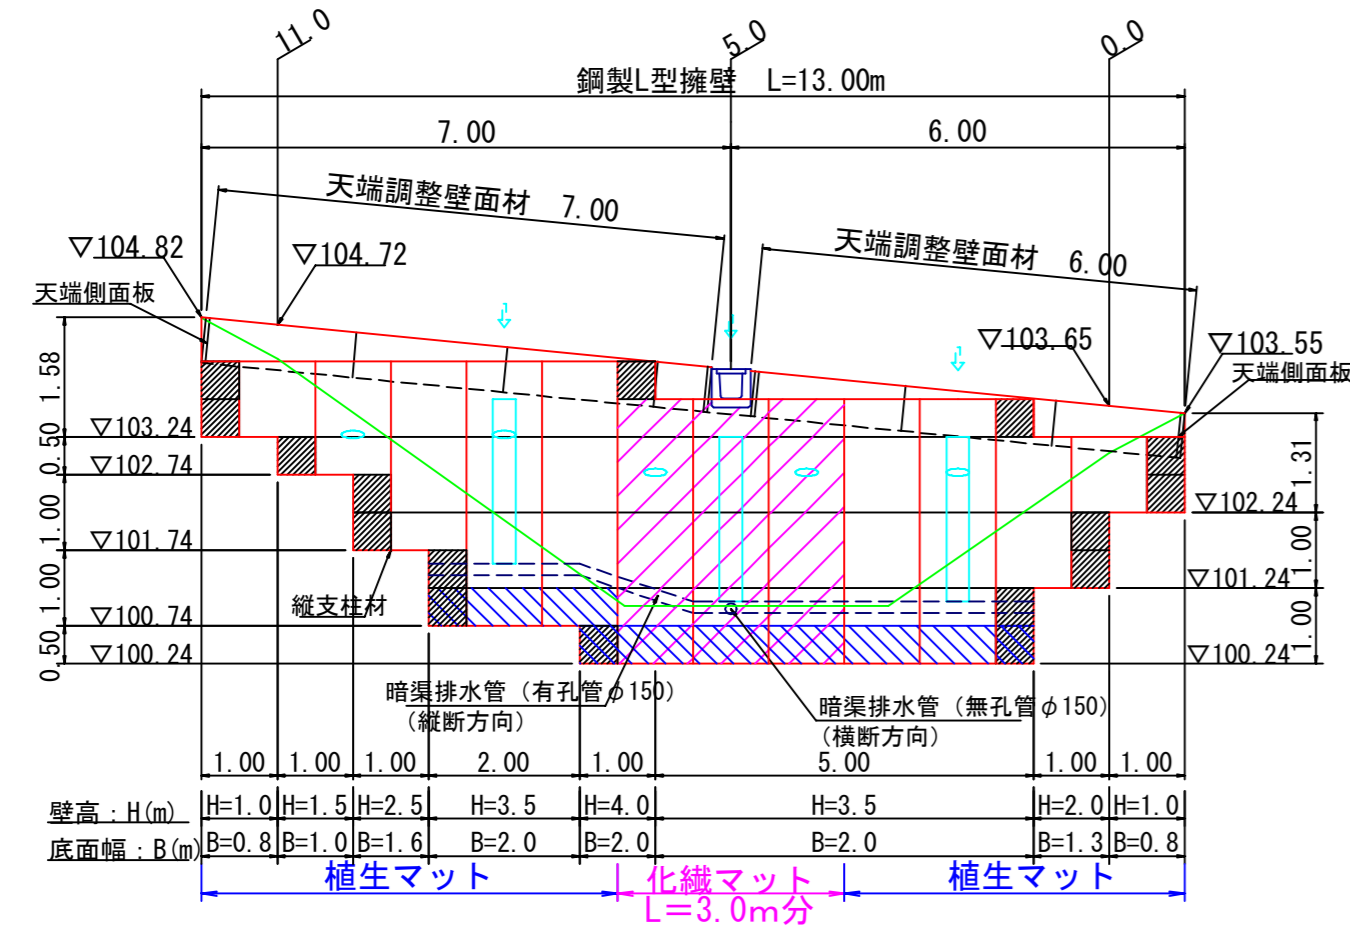 11.0
5.0
0.0
鋼製L型擁壁 L=13.00m
7.00
6.00
天端調整壁面材 7.00
天端調整壁面材 6.00
▽104.82
▽104.72
天端側面板
▽103.65
▽103.55
天端側面板
1.58
0.50
1.00
1.00
0.50
▽103.24
▽102.74
▽101.74
▽100.74
▽100.24
縦支柱材
1.31
1.00
1.00
▽102.24
▽101.24
▽100.24
暗渠排水管（有孔管φ150）
（縦断方向）
暗渠排水管（無孔管φ150）
（横断方向）
1.00 1.00 1.00 2.00 1.00 5.00 1.00 1.00
壁高：H(m) H=1.0 H=1.5 H=2.5 H=3.5 H=4.0 H=3.5 H=2.0 H=1.0
底面幅：B(m) B=0.8 B=1.0 B=1.6 B=2.0 B=2.0 B=2.0 B=1.3 B=0.8
植生マット 化繊マット 植生マット
L＝3.0m分